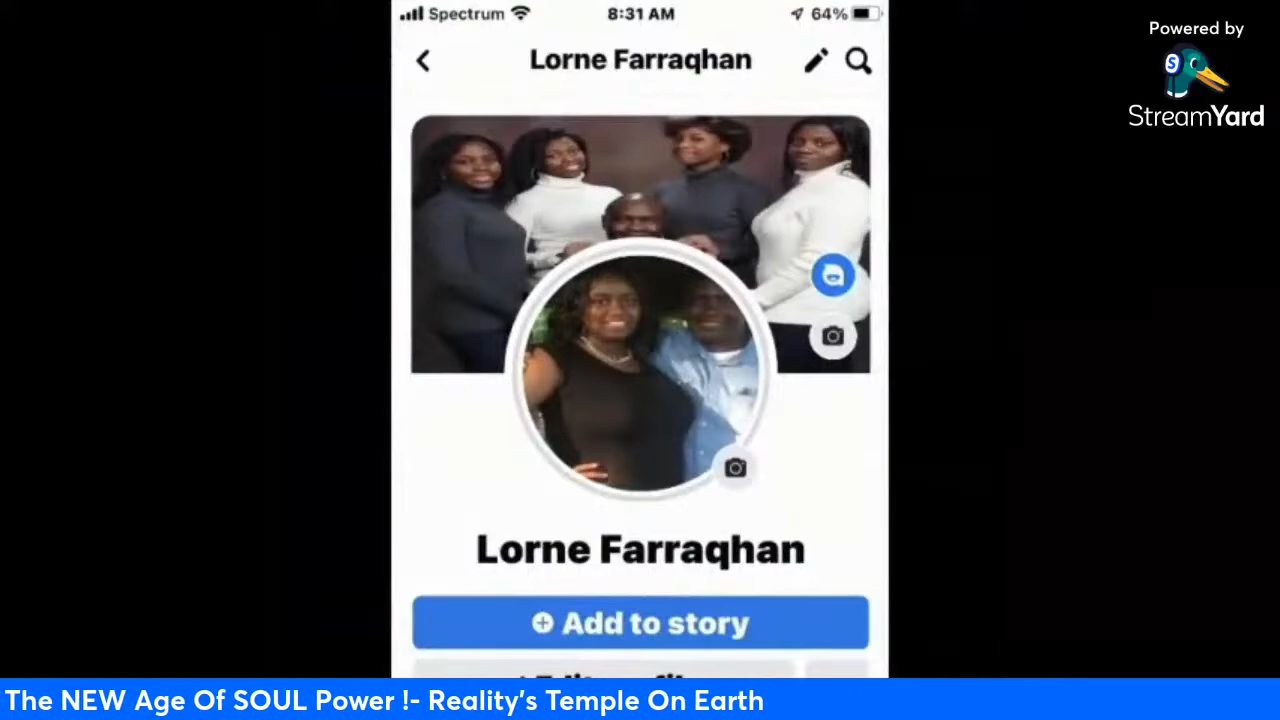 Spectrum 8:31 AM 64%
Lorne Farraqhan
Powered by
StreamYard
Lorne Farraqhan
Add to story
The NEW Age Of SOUL Power !- Reality's Temple On Earth